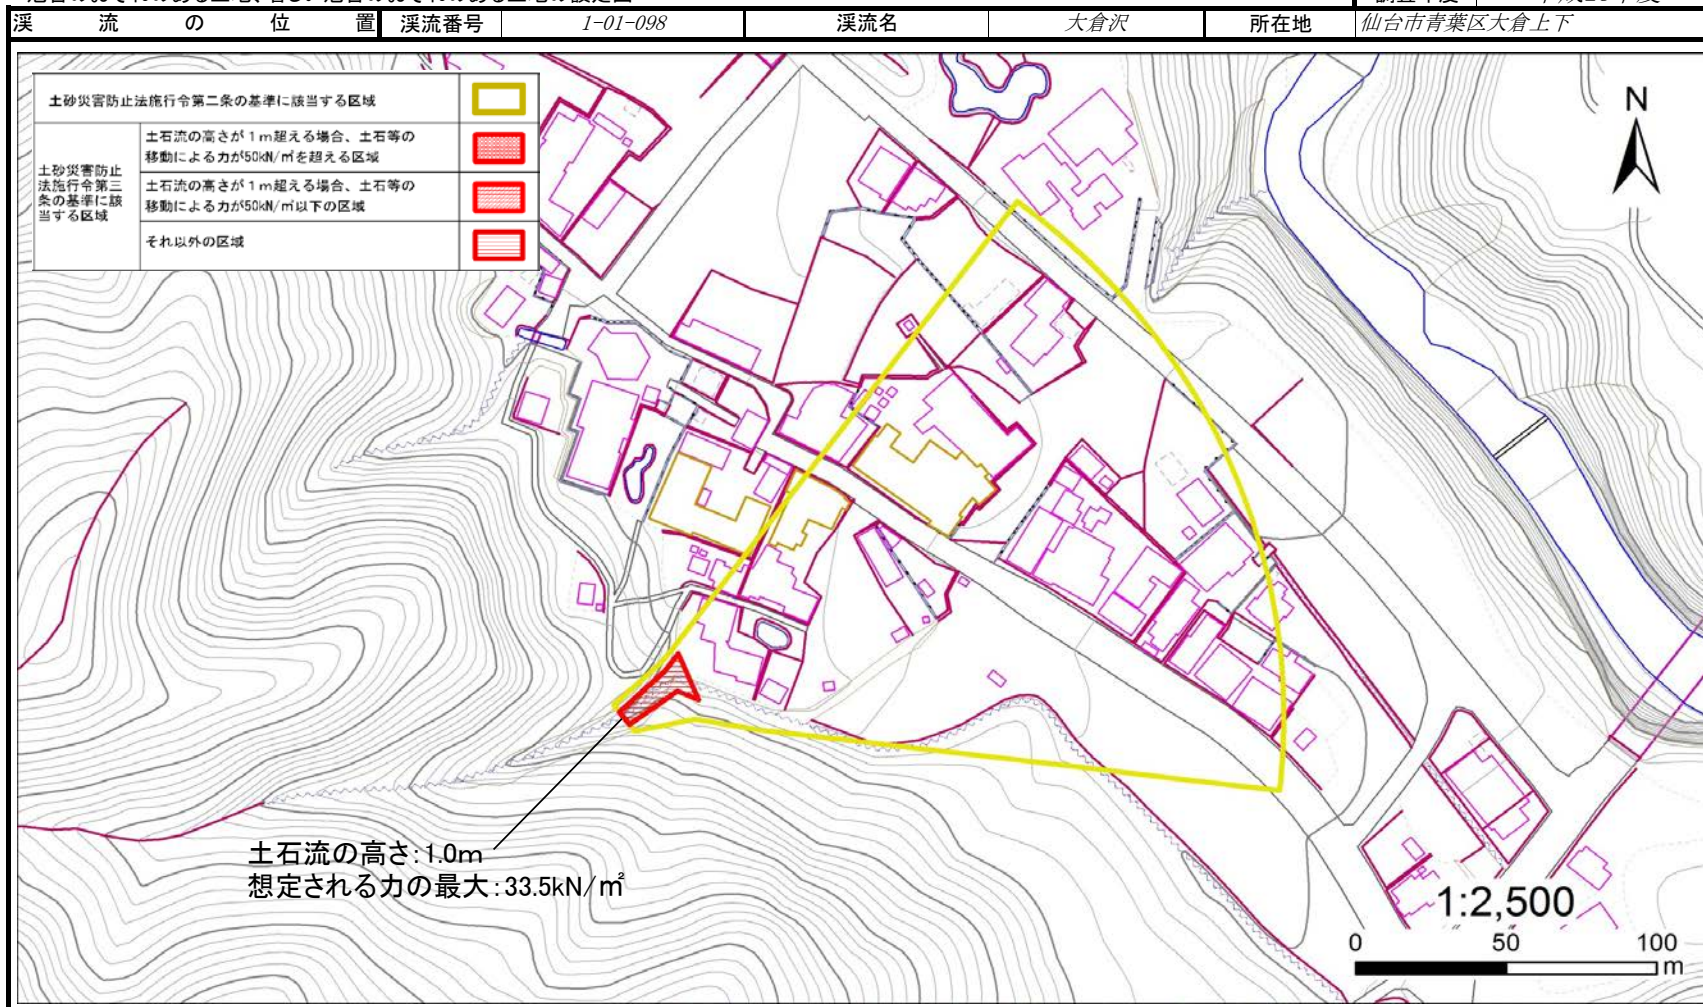 渓流の位置 渓流番号 1-01-098 渓流名 大倉沢 所在地 仙台市青葉区大倉上下
土砂災害防止法施行令第二条の基準に該当する区域
土砂災害防止
法施行令第三
条の基準に該
当する区域
土石流の高さが1m超える場合、土石等の
移動による力が50kN/㎡を超える区域
土石流の高さが1m超える場合、土石等の
移動による力が50kN/㎡以下の区域
それ以外の区域
N
土石流の高さ:1.0m
想定される力の最大:33.5kN/㎡
1:2,500
0 50 100
m